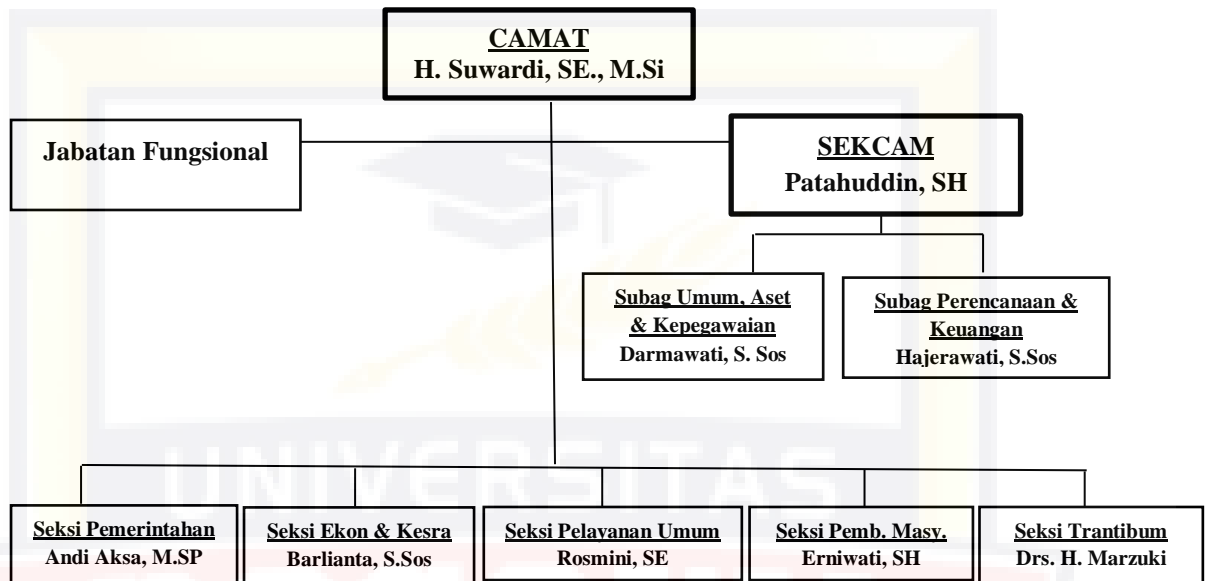 CAMAT
H. Suwardi, SE., M.Si
Jabatan Fungsional
SEKCAM
Patahuddin, SH
Subag Umum, Aset
& Kepegawaian
Darmawati, S. Sos
Subag Perencanaan &
Keuangan
Hajerawati, S.Sos
UNIVERSITAS
Seksi Pemerintahan
Andi Aksa, M.SP
Seksi Ekon & Kesra
Barlianta, S.Sos
Seksi Pelayanan Umum
Rosmini, SE
Seksi Pemb. Masy.
Erniwati, SH
Seksi Trantibum
Drs. H. Marzuki